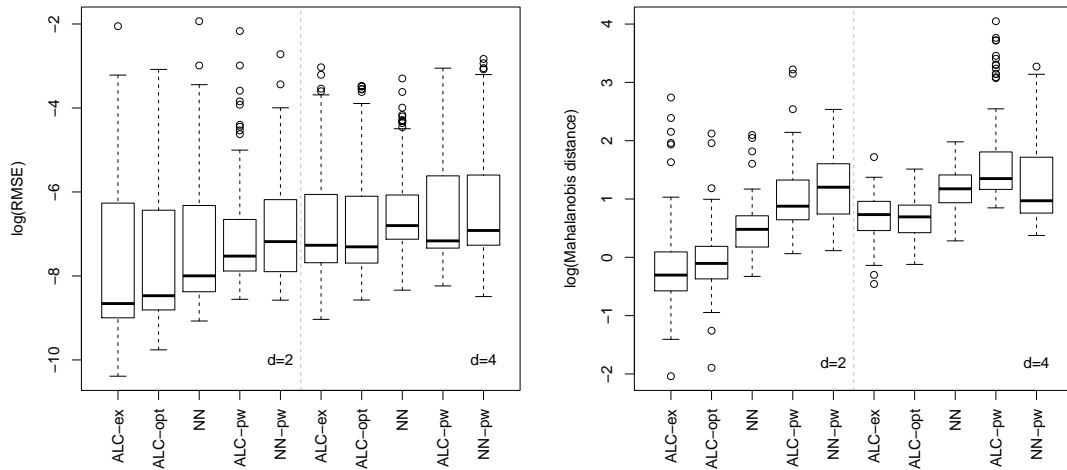 log(RMSE)
−2
−4
−6
−8
−10
d=2
d=4
ALC−ex
ALC−opt
NN
ALC−pw
NN−pw
ALC−ex
ALC−opt
NN
ALC−pw
NN−pw
log(Mahalanobis distance)
4
3
2
1
0
−1
−2
d=2
d=4
ALC−ex
ALC−opt
NN
ALC−pw
NN−pw
ALC−ex
ALC−opt
NN
ALC−pw
NN−pw